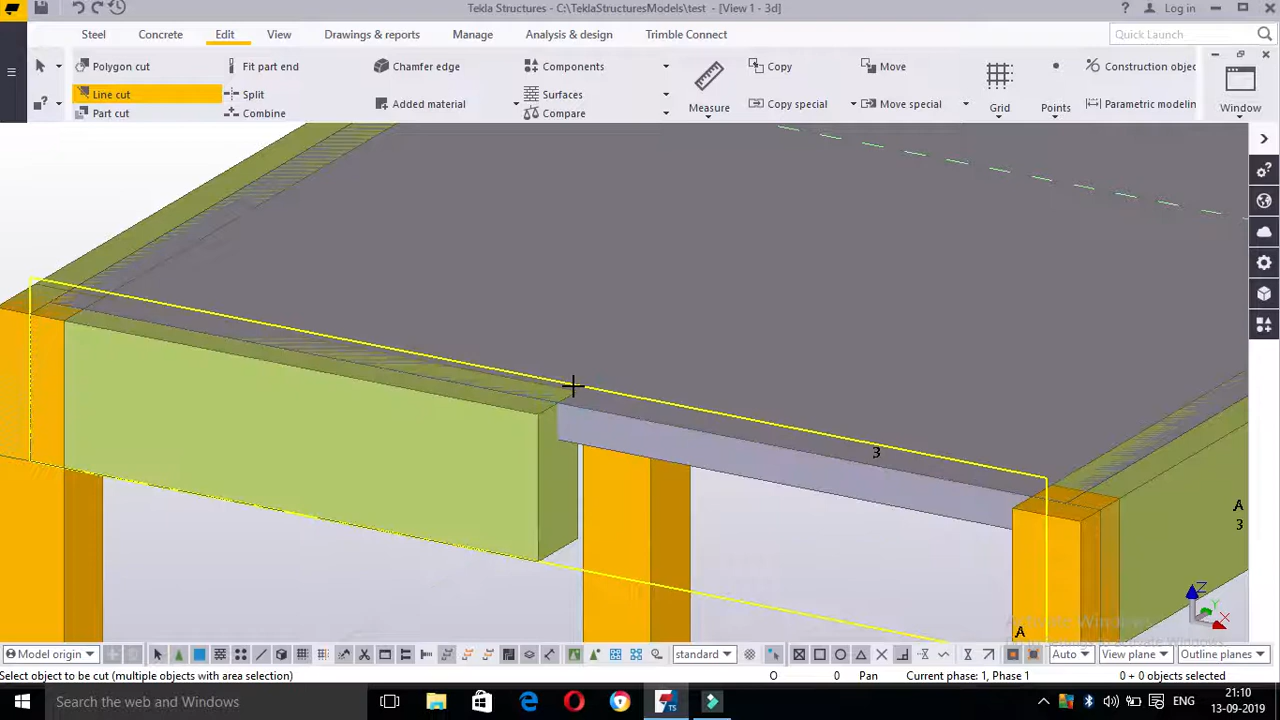 Tekla Structures - C:\TeklaStructuresModels\test - [View 1 - 3d]
? Log in
Steel Concrete Edit View Drawings & reports Manage Analysis & design Trimble Connect Quick Launch
Polygon cut Fit part end Chamfer edge Components Copy Move Construction objec
Line cut Split Added material Surfaces Measure Copy special Move special Grid Points Parametric modelin Window
Part cut Combine Compare
3
A
3
Z
Y
X
A
Activate Windows
Model origin standard Auto View plane Outline planes
Select object to be cut (multiple objects with area selection) O 0 Pan Current phase: 1, Phase 1 0 + 0 objects selected
Search the web and Windows TS ENG 21:10
13-09-2019